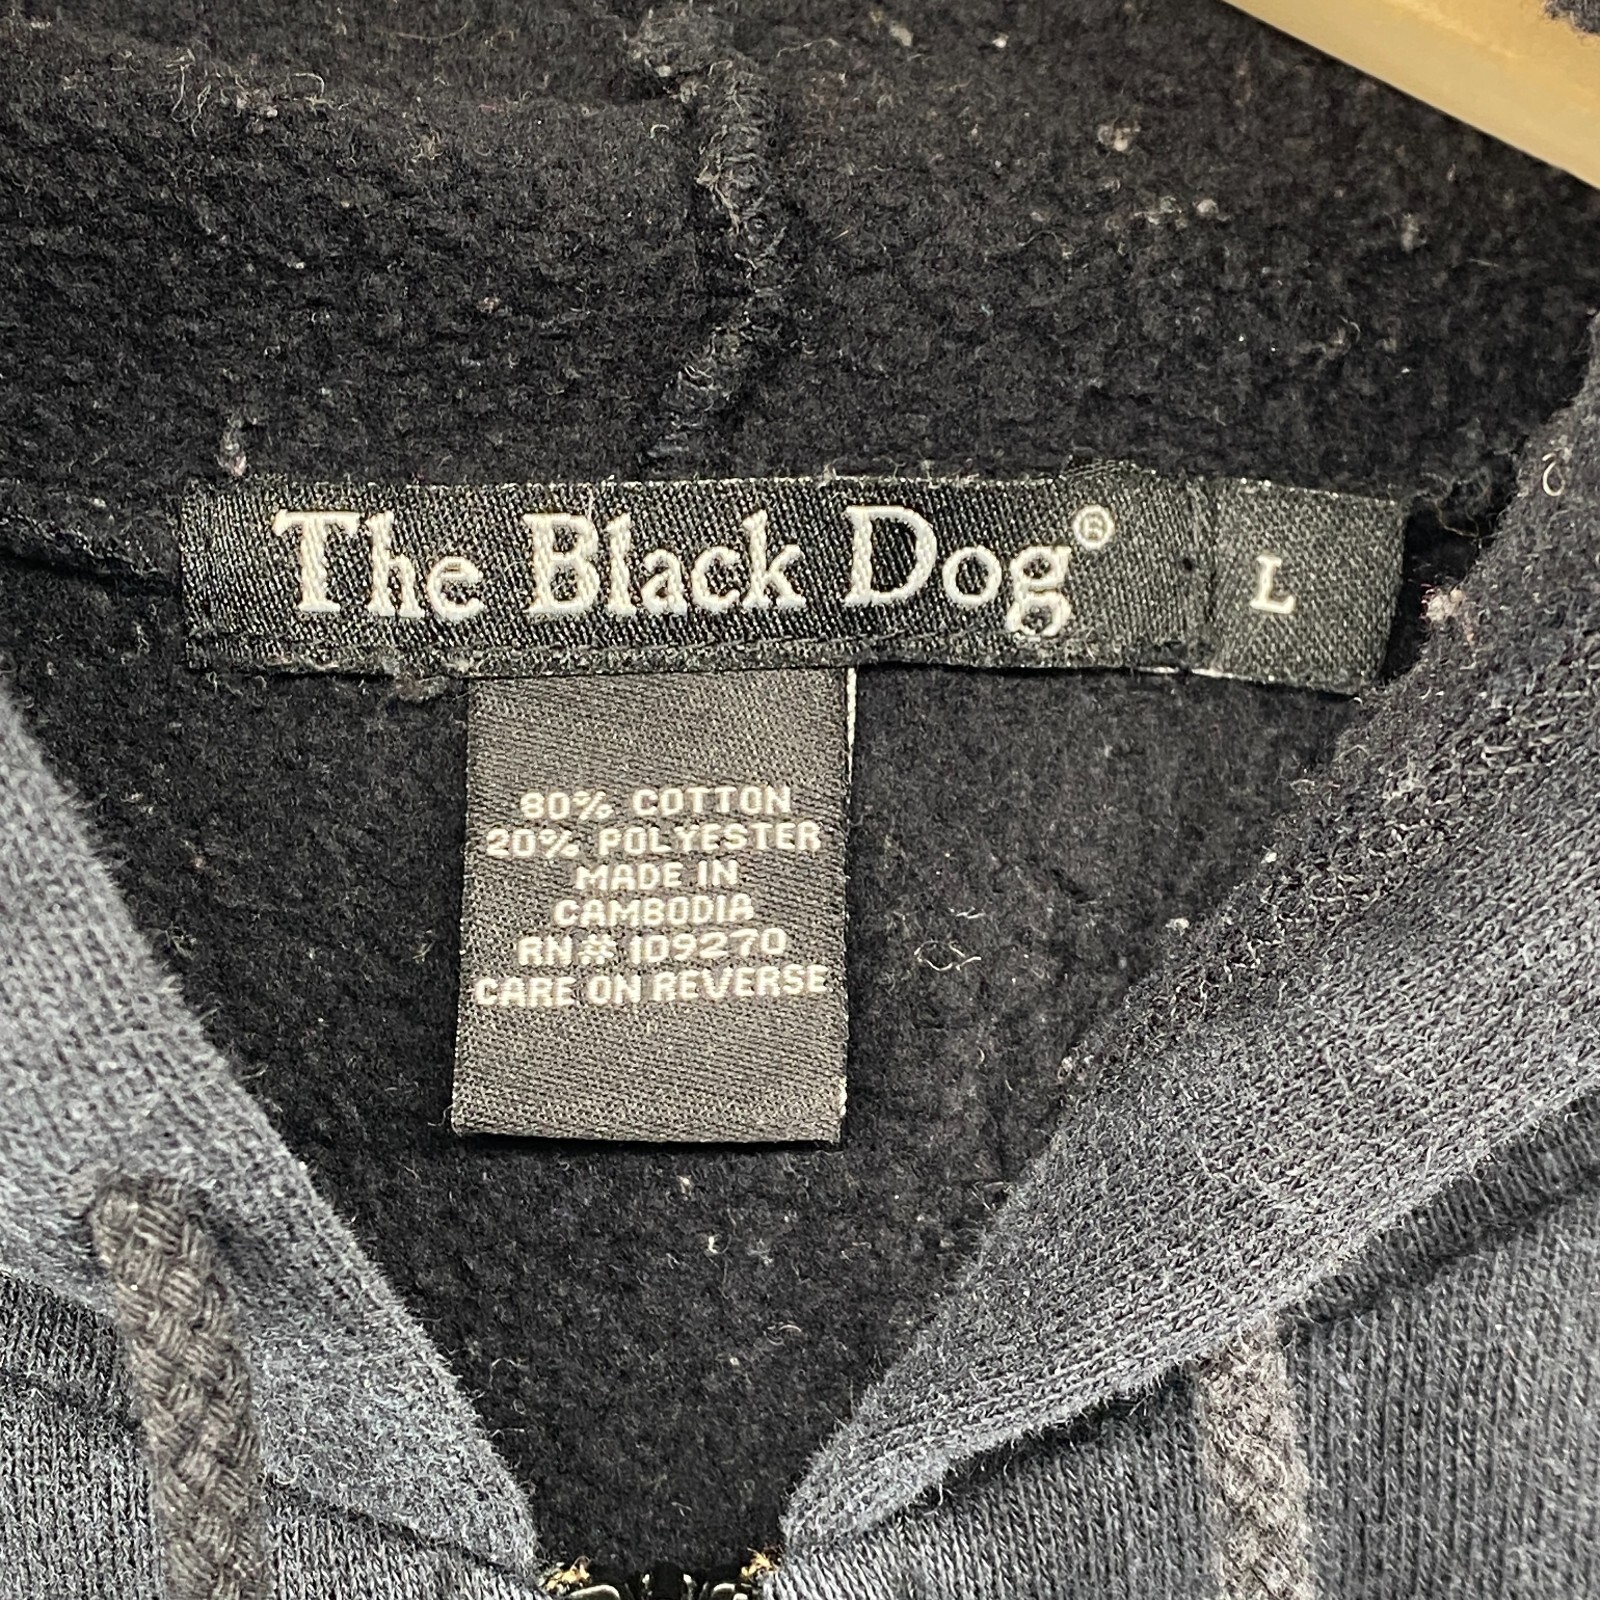 The Black Dog®
L
80% COTTON
20% POLYESTER
MADE IN
CAMBODIA
RN# 109270
CARE ON REVERSE